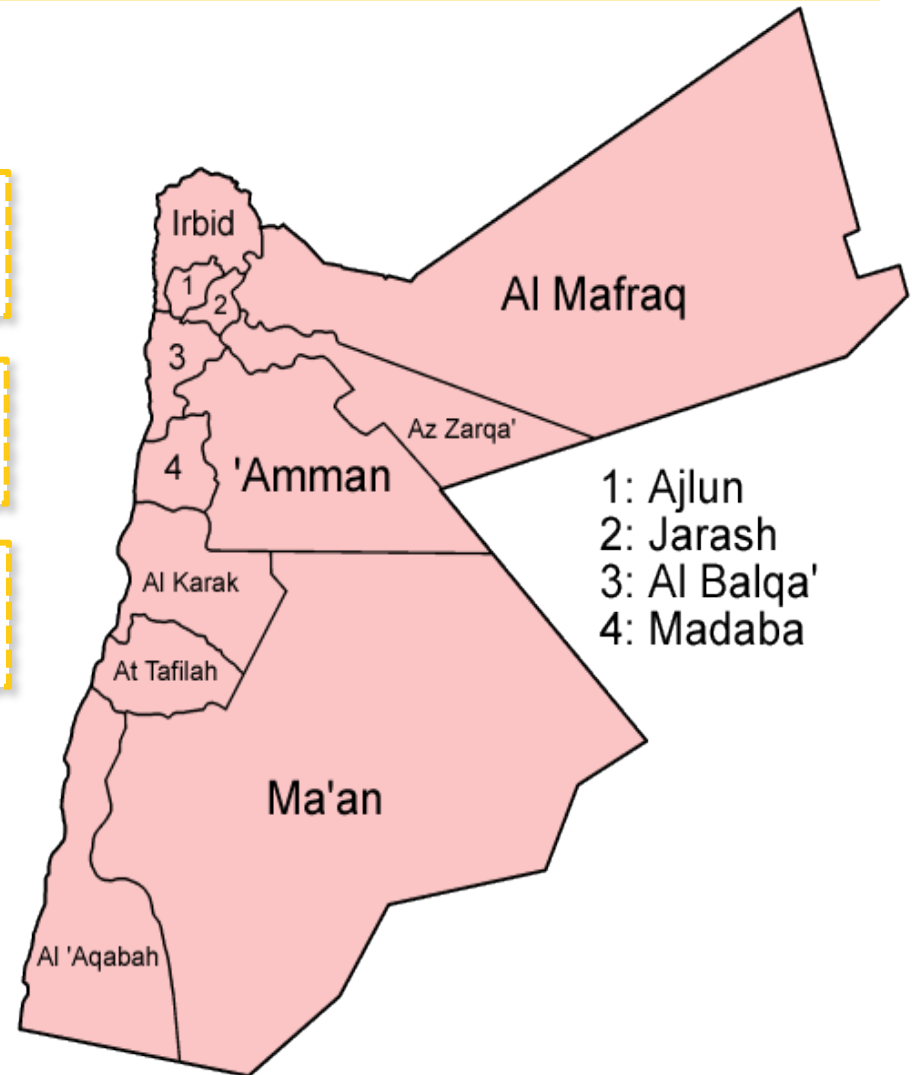 Irbid
1
2
Al Mafraq
3
Az Zarqa'
4
'Amman
1: Ajlun
2: Jarash
3: Al Balqa'
4: Madaba
Al Karak
At Tafilah
Ma'an
Al 'Aqabah